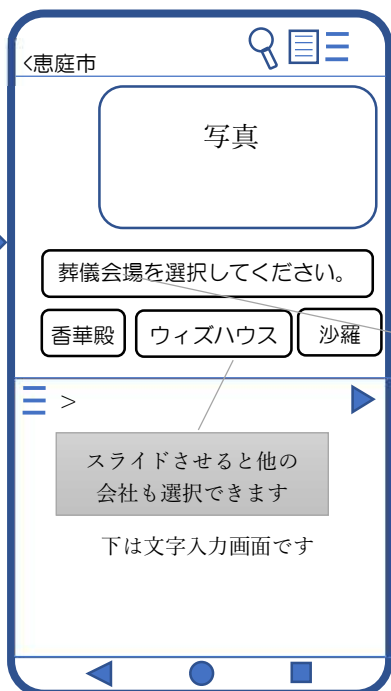 <恵庭市
写真
葬儀会場を選択してください。
香華殿
ウィズハウス
沙羅
>
スライドさせると他の
会社も選択できます
下は文字入力画面です